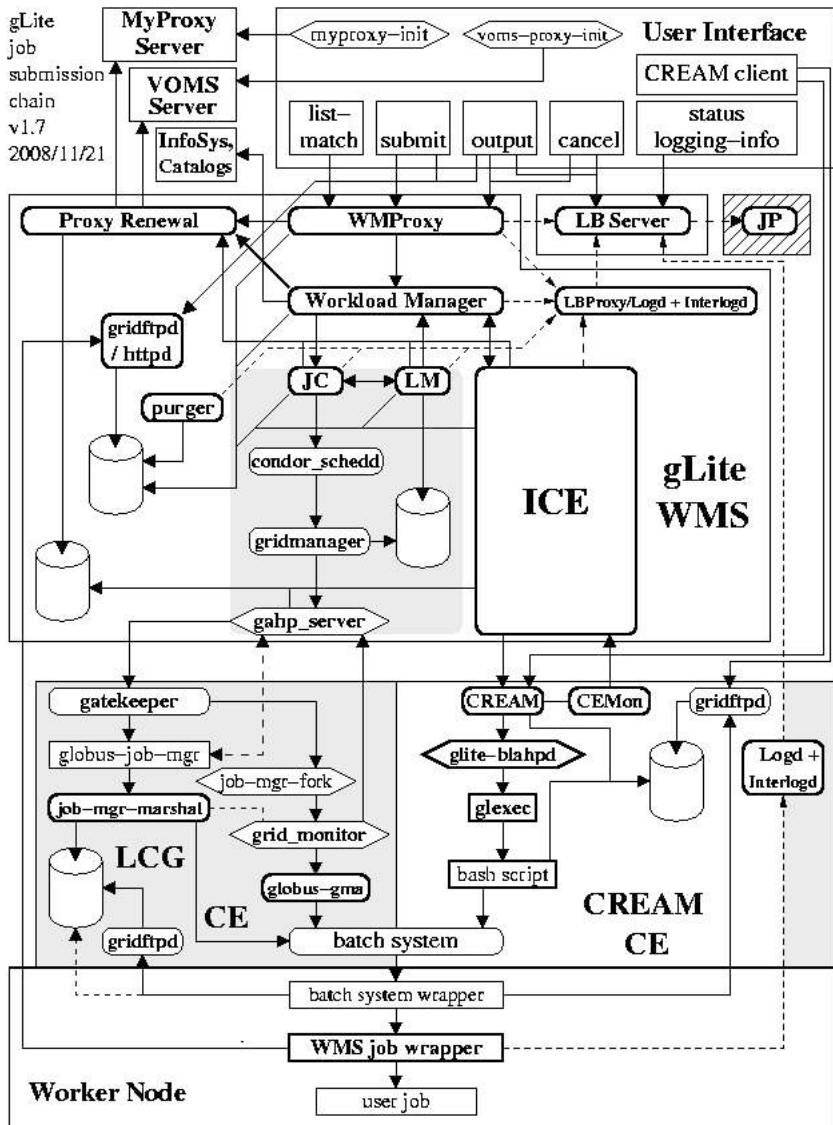 gLite
job
submission
chain
v1.7
2008/11/21
MyProxy
Server
myproxy-init
voms-proxy-init
User Interface
CREAM client
VOMS
Server
InfoSys,
Catalogs
list-
match
submit
output
cancel
status
logging-info
Proxy Renewal
WMProxy
LB Server
JP
Workload Manager
LBProxy/Logd + Interlogd
gridftpd
/ httpd
JC
LM
purger
condor_schedd
ICE
gLite
WMS
gridmanager
gahp_server
gatekeeper
CREAM
CEMon
gridftpd
globus-job-mgr
glite-blahpd
Logd +
Interlogd
job-mgr-fork
job-mgr-marshal
glexec
grid_monitor
LCG
bash script
globus-gma
CE
CREAM
CE
gridftpd
batch system
batch system wrapper
WMS job wrapper
Worker Node
user job